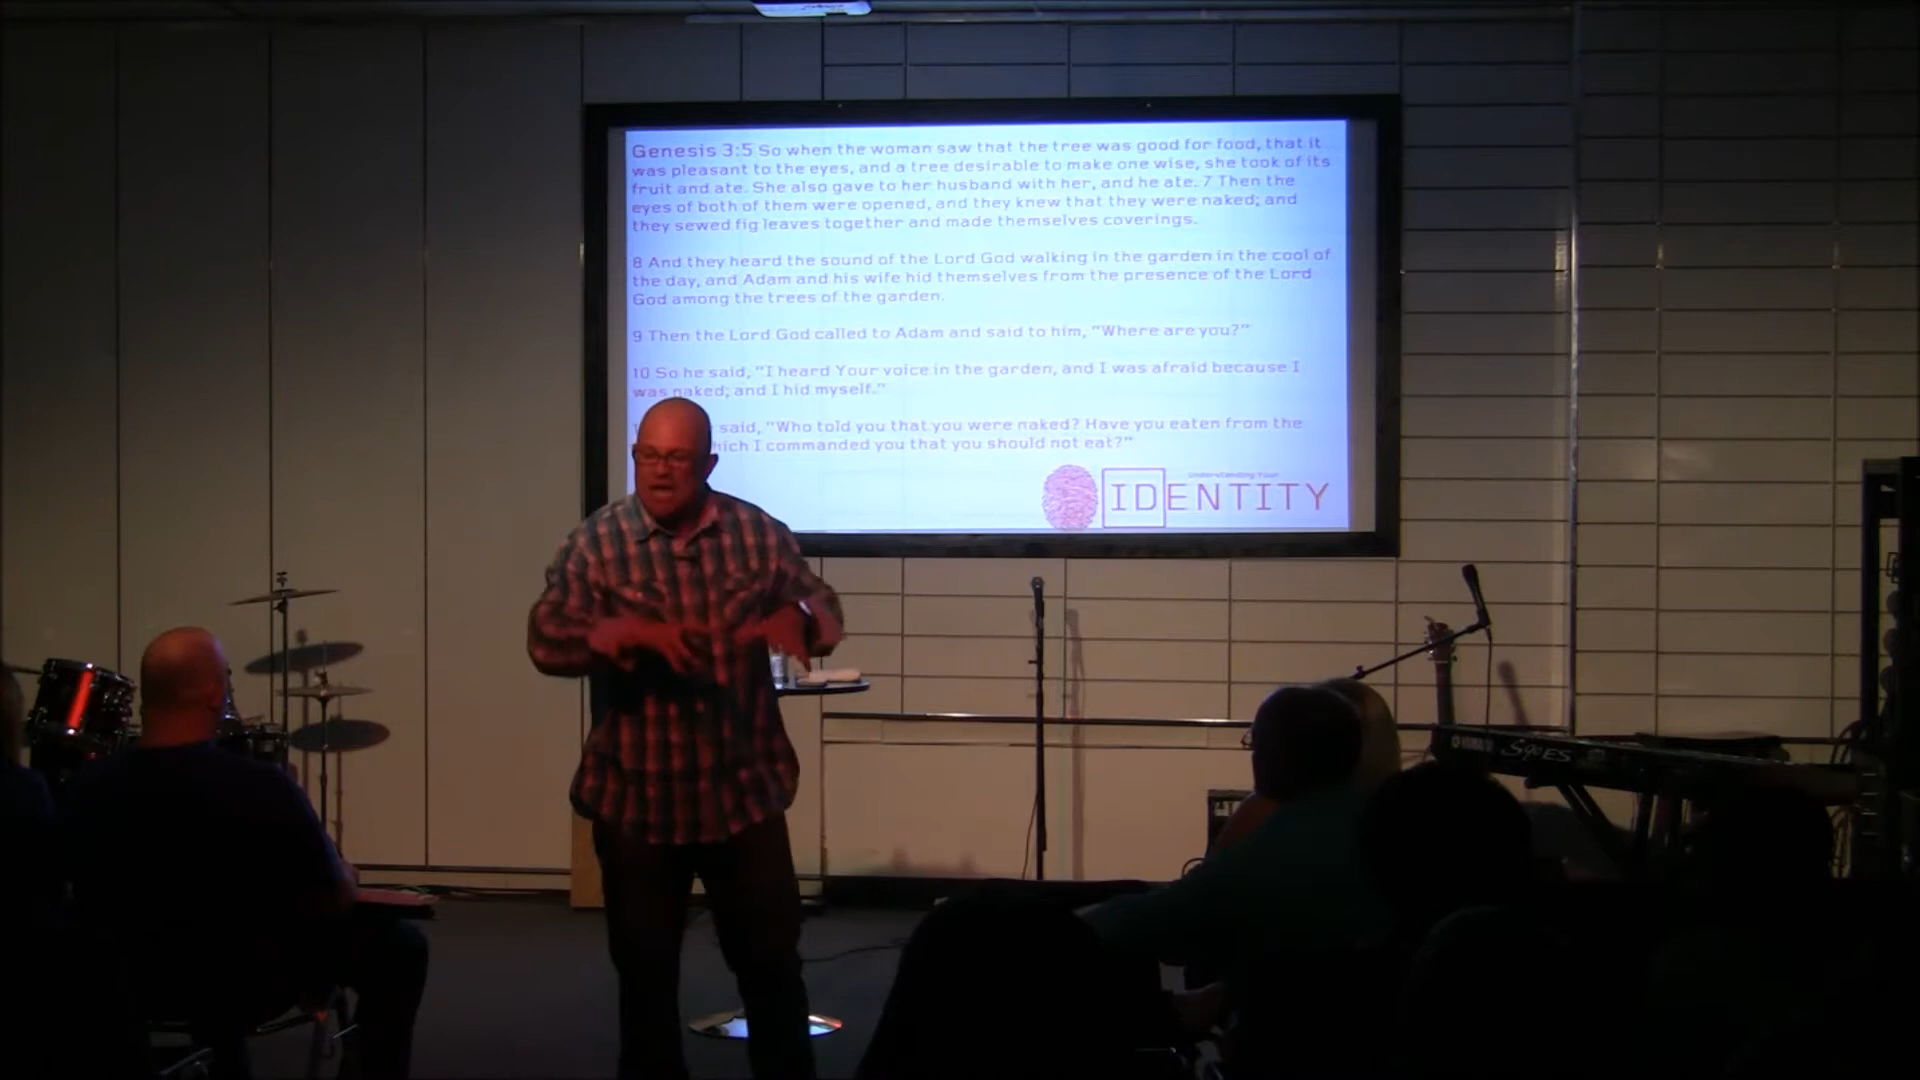 Genesis 3:5 So when the woman saw that the tree was good for food, that it
was pleasant to the eyes, and a tree desirable to make one wise, she took of its
fruit and ate. She also gave to her husband with her, and he ate. 7 Then the
eyes of both of them were opened, and they knew that they were naked; and
they sewed fig leaves together and made themselves coverings.
8 And they heard the sound of the Lord God walking in the garden in the cool of
the day, and Adam and his wife hid themselves from the presence of the Lord
God among the trees of the garden.
9 Then the Lord God called to Adam and said to him, "Where are you?"
10 So he said, "I heard Your voice in the garden, and I was afraid because I
was naked; and I hid myself."
said, "Who told you that you were naked? Have you eaten from the
hich I commanded you that you should not eat?"
Understanding Your
IDENTITY